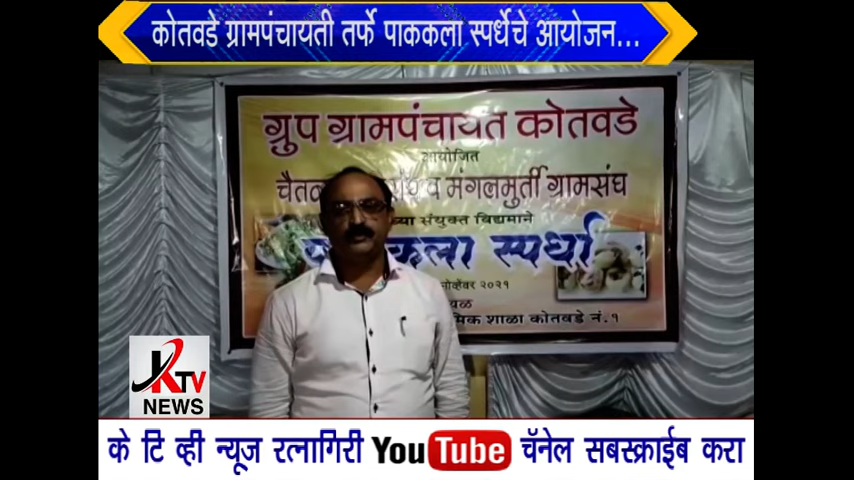 कोतवडे ग्रामपंचायती तर्फे पाककला स्पर्धेचे आयोजन...
ग्रुप ग्रामपंचायत कोतवडे
आयोजित
व मंगलमुर्ती ग्रामसंघ
संयुक्त विद्यमाने
स्पर्धा
२०२१
शाळा कोतवडे नं.१
KTV
NEWS
के टि व्ही न्यूज रत्नागिरी YouTube चॅनेल सबस्क्राईब करा